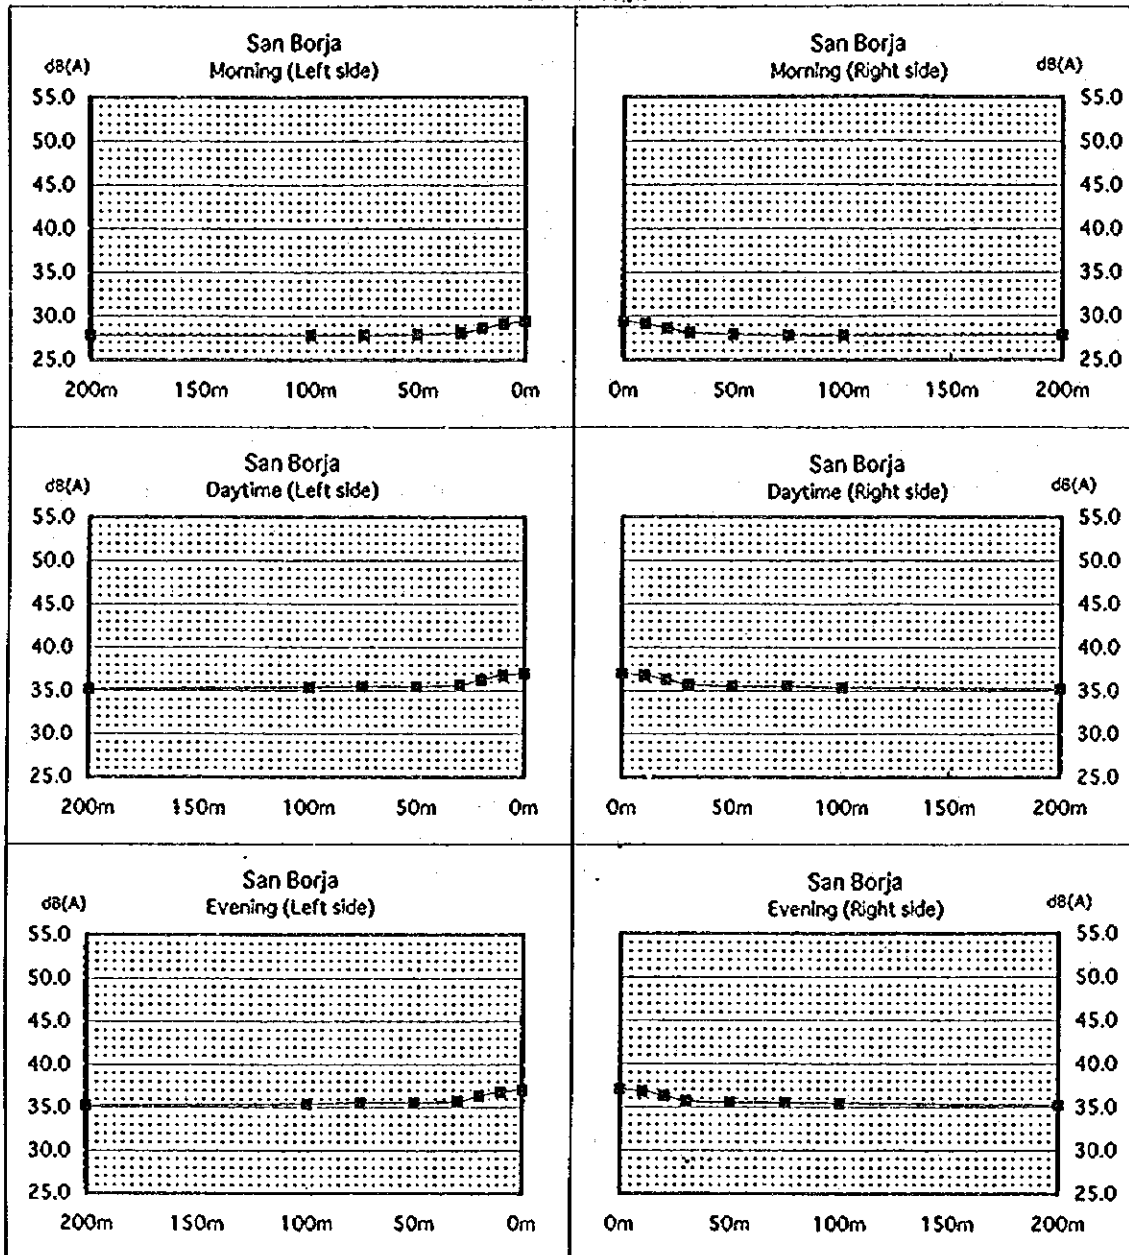 San Borja
Morning (Left side)
dB(A)
55.0
50.0
45.0
40.0
35.0
30.0
25.0
200m 150m 100m 50m 0m
San Borja
Morning (Right side)
dB(A)
55.0
50.0
45.0
40.0
35.0
30.0
25.0
0m 50m 100m 150m 200m
San Borja
Daytime (Left side)
dB(A)
55.0
50.0
45.0
40.0
35.0
30.0
25.0
200m 150m 100m 50m 0m
San Borja
Daytime (Right side)
dB(A)
55.0
50.0
45.0
40.0
35.0
30.0
25.0
0m 50m 100m 150m 200m
San Borja
Evening (Left side)
dB(A)
55.0
50.0
45.0
40.0
35.0
30.0
25.0
200m 150m 100m 50m 0m
San Borja
Evening (Right side)
dB(A)
55.0
50.0
45.0
40.0
35.0
30.0
25.0
0m 50m 100m 150m 200m